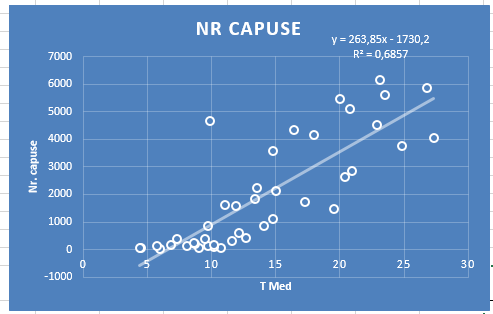 NR CAPUSE
y = 263,85x - 1730,2
R² = 0,6857
Nr. capuse
7000
6000
5000
4000
3000
2000
1000
0
-1000
0 5 10 15 20 25 30
T Med